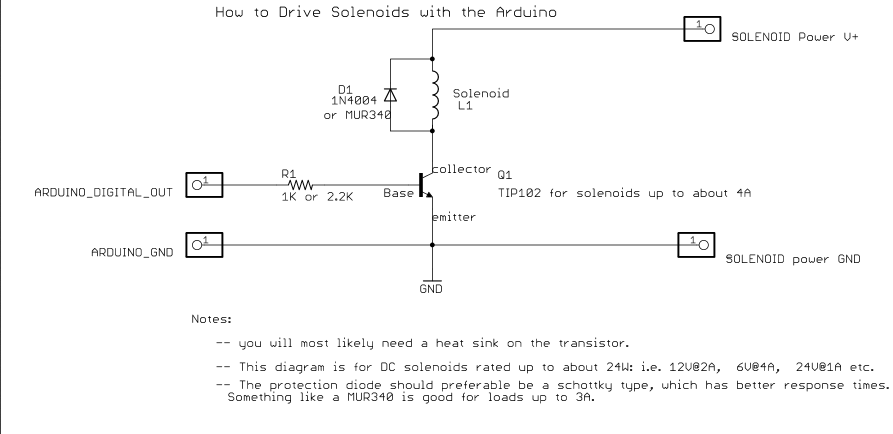 How to Drive Solenoids with the Arduino
1
SOLENOID Power V+
D1
1N4004
or MUR340
Solenoid
L1
collector
Q1
R1
1
ARDUINO_DIGITAL_OUT
1K or 2.2K
Base
TIP102 for solenoids up to about 4A
emitter
1
1
ARDUINO_GND
SOLENOID power GND
GND
Notes:
-- you will most likely need a heat sink on the transistor.
-- This diagram is for DC solenoids rated up to about 24W: i.e. 12V@2A, 6V@4A, 24V@1A etc.
-- The protection diode should preferable be a schottky type, which has better response times.
Something like a MUR340 is good for loads up to 3A.